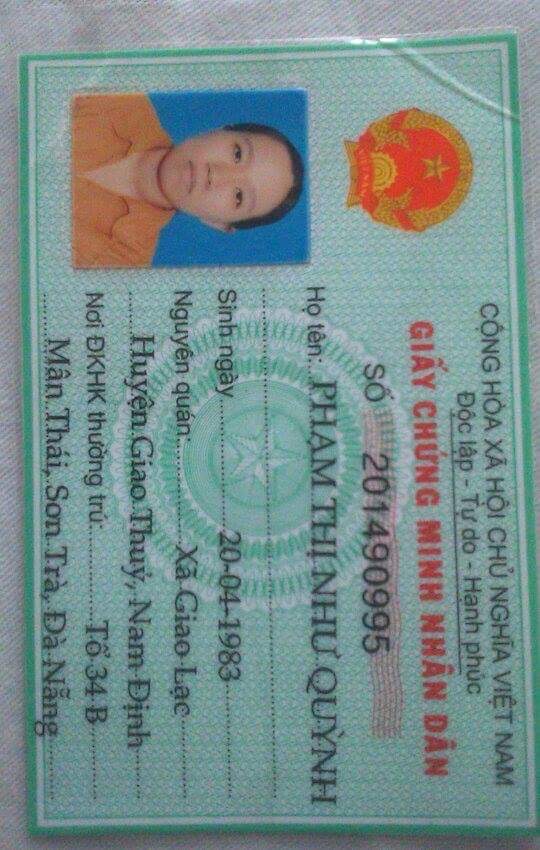 CỘNG HÒA XÃ HỘI CHỦ NGHĨA VIỆT NAM
Độc lập - Tự do - Hạnh phúc
GIẤY CHỨNG MINH NHÂN DÂN
SỐ 201490995
Họ tên: PHẠM THỊ NHƯ QUỲNH
Sinh ngày 20-04-1983
Nguyên quán: Xã Giao Lạc
Huyện Giao Thuỷ, Nam Định
Nơi ĐKHK thường trú: Tổ 34 B
Mân Thái, Sơn Trà, Đà Nẵng